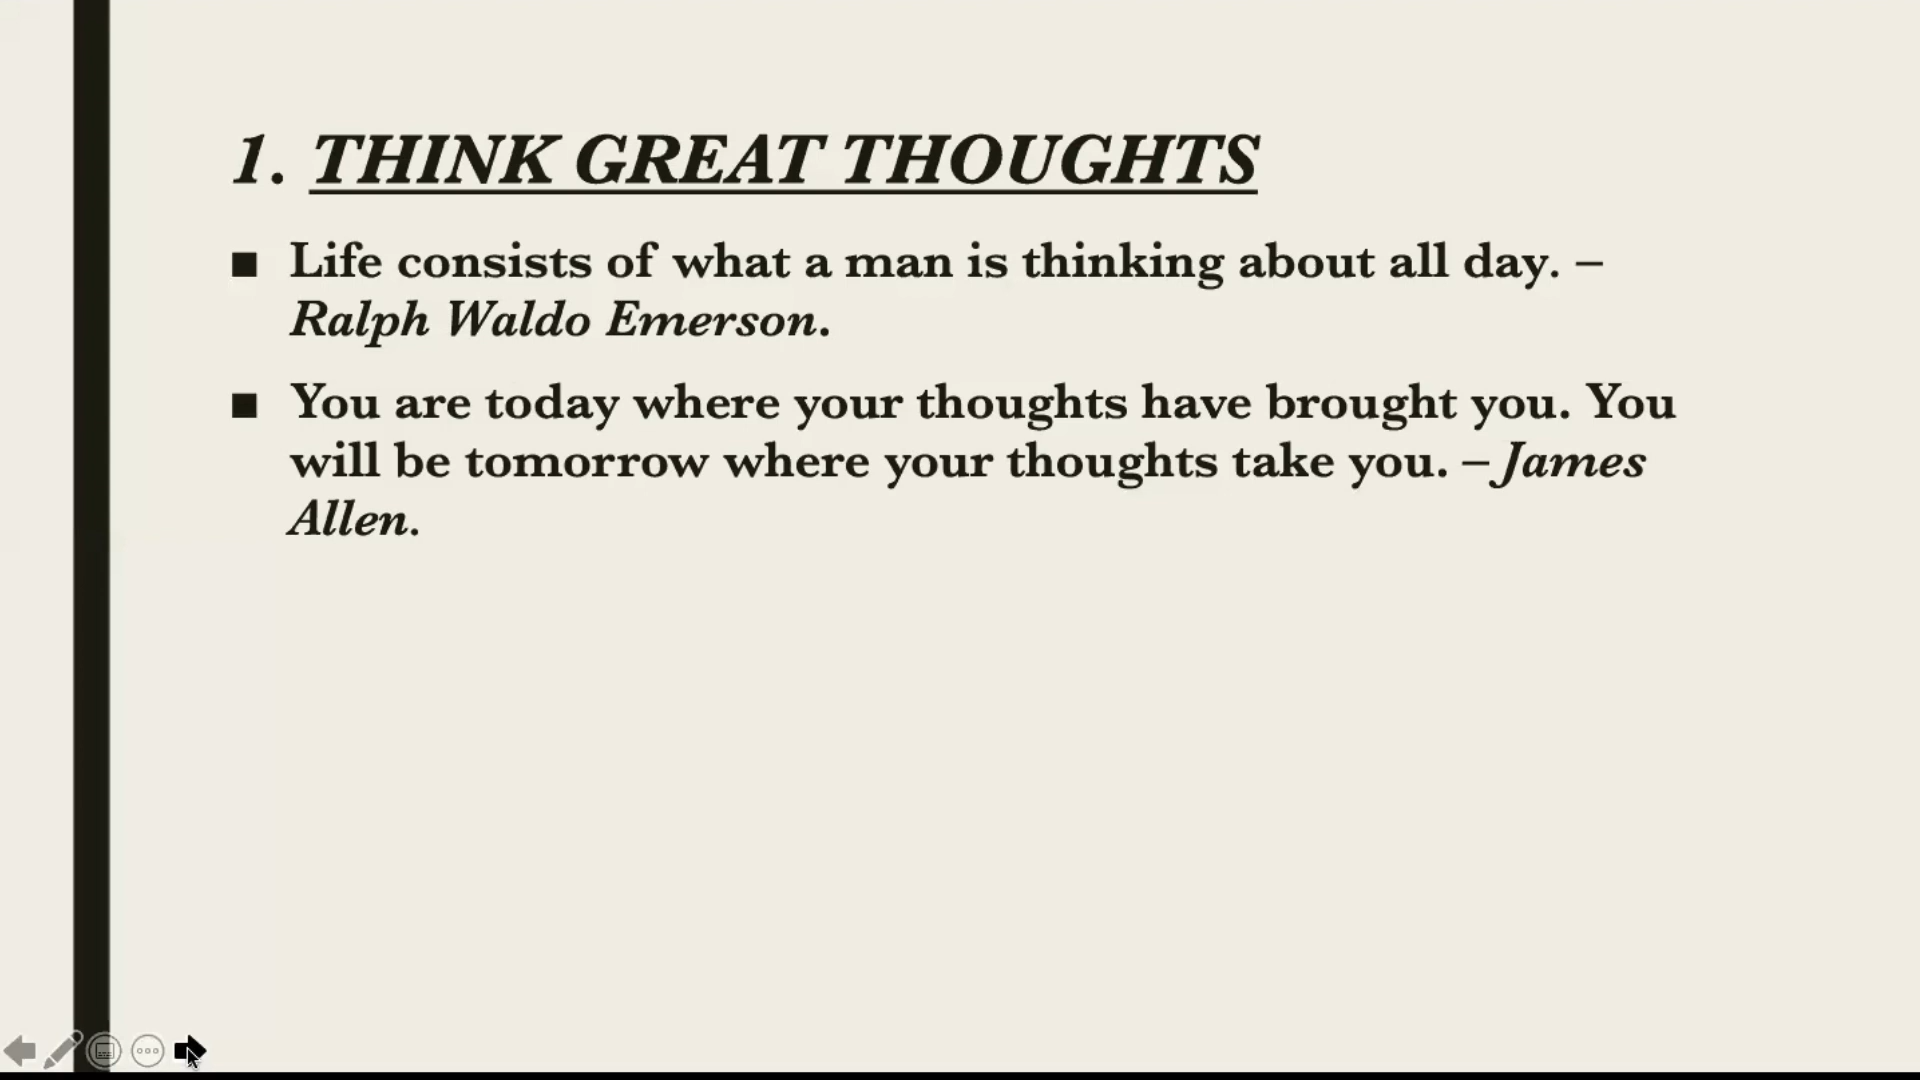 1. THINK GREAT THOUGHTS
■ Life consists of what a man is thinking about all day. –
Ralph Waldo Emerson.
■ You are today where your thoughts have brought you. You
will be tomorrow where your thoughts take you. – James
Allen.